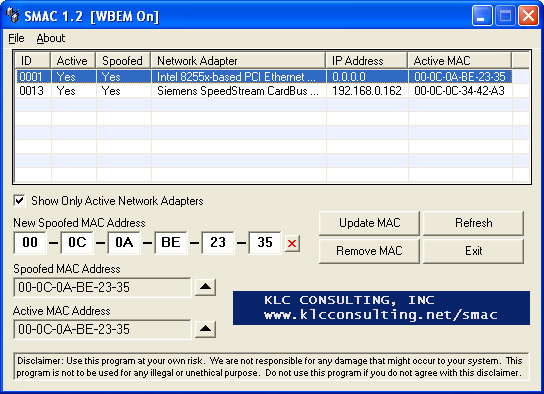 SMAC 1.2 [WBEM On]
File About
ID Active Spoofed Network Adapter IP Address Active MAC
0001 Yes Yes Intel 8255x-based PCI Ethernet ... 0.0.0.0 00-0C-0A-BE-23-35
0013 Yes Yes Siemens SpeedStream CardBus ... 192.168.0.162 00-0C-0C-34-42-A3
Show Only Active Network Adapters
New Spoofed MAC Address
00 - 0C - 0A - BE - 23 - 35
Update MAC Refresh
Remove MAC Exit
Spoofed MAC Address
00-0C-0A-BE-23-35
Active MAC Address
00-0C-0A-BE-23-35
KLC CONSULTING, INC
www.klcconsulting.net/smac
Disclaimer: Use this program at your own risk. We are not responsible for any damage that might occur to your system. This
program is not to be used for any illegal or unethical purpose. Do not use this program if you do not agree with this disclaimer.